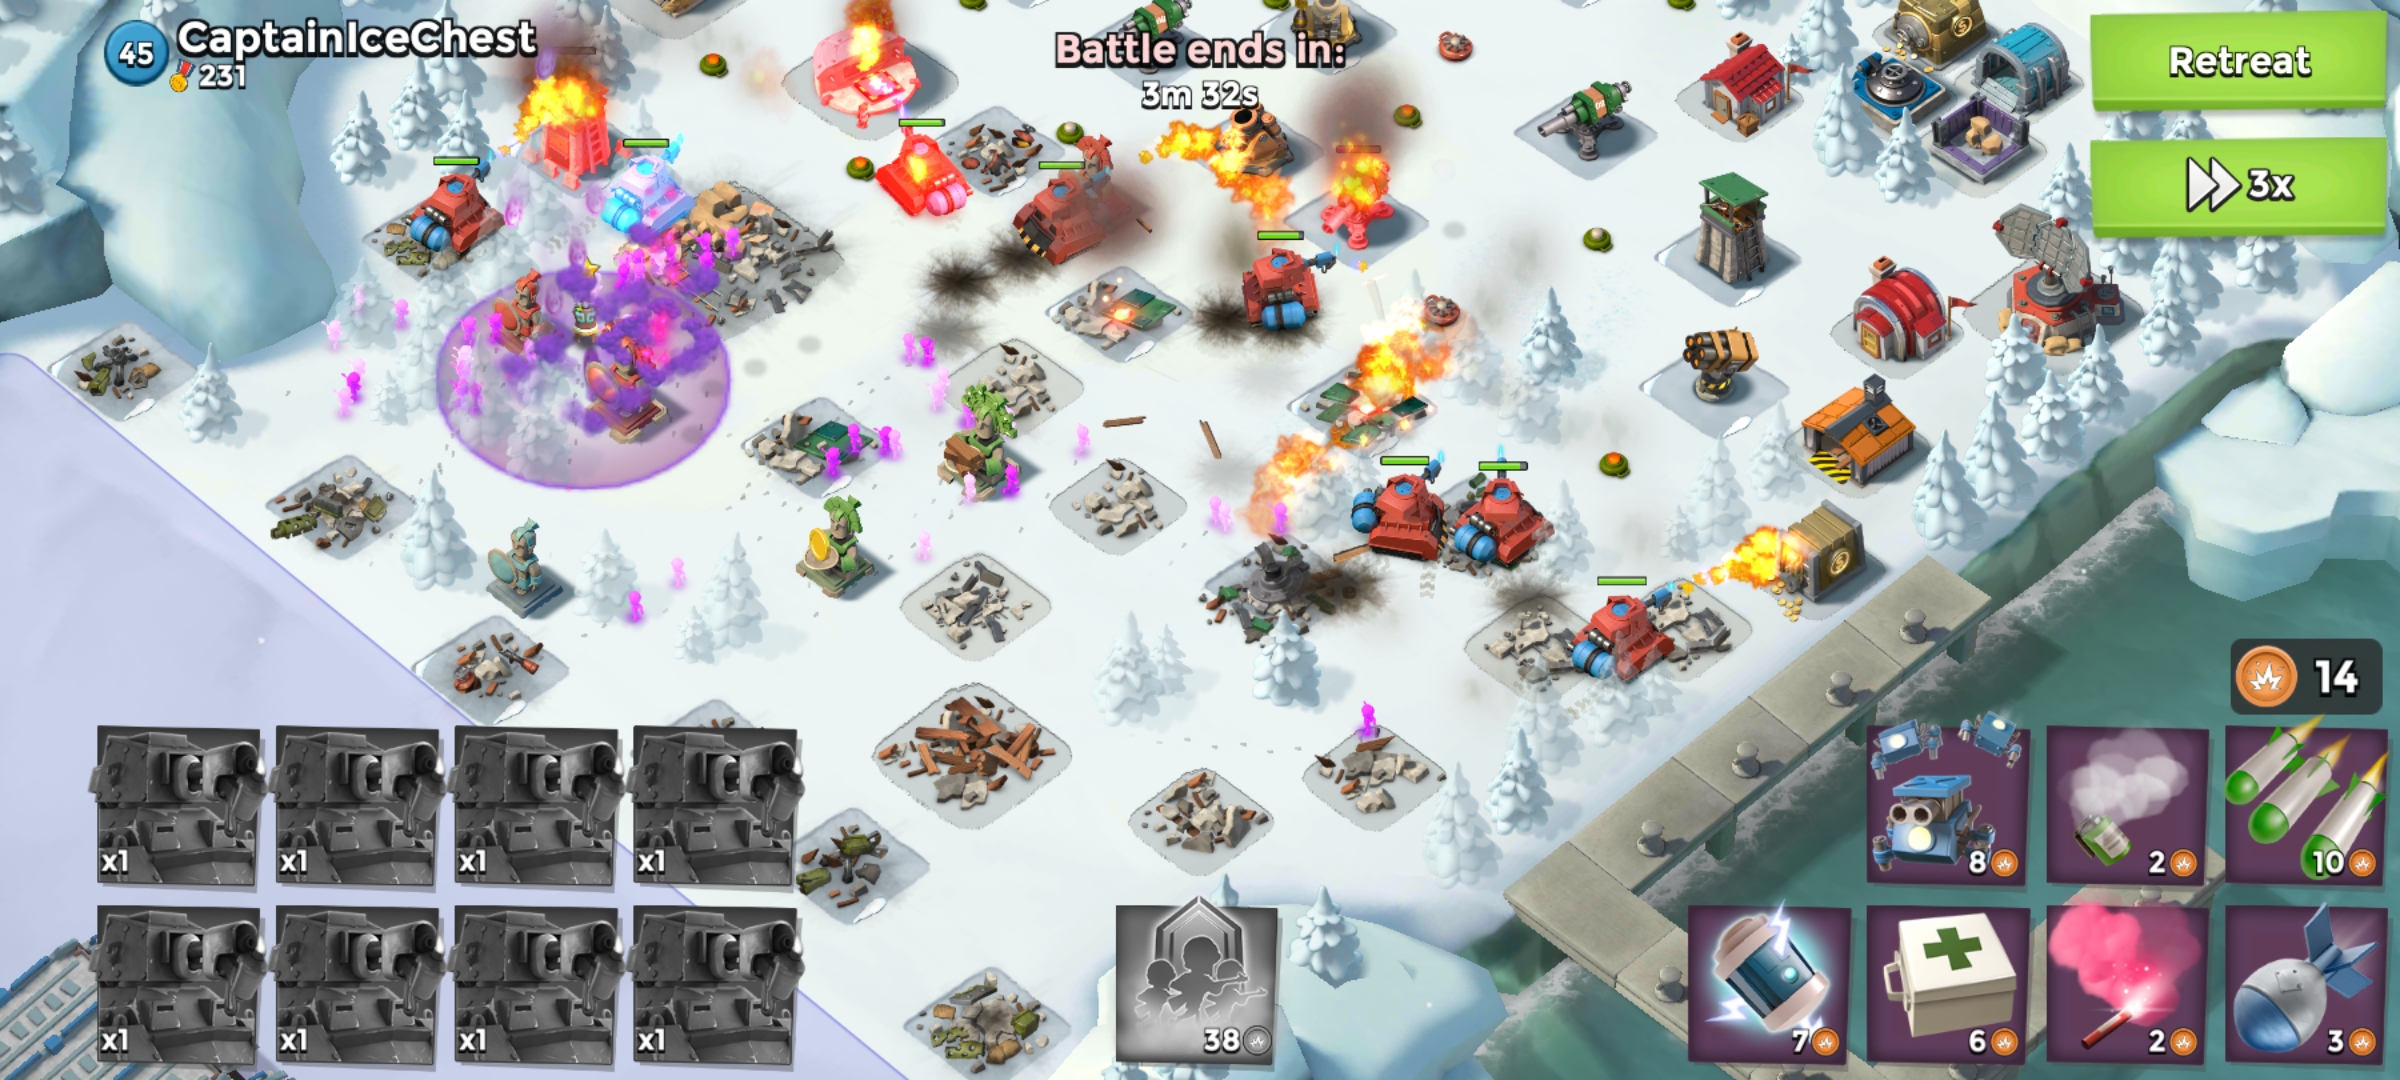 45
CaptainIceChest
231
Battle ends in:
3m 32s
Retreat
3x
14
8
2
10
x1
x1
x1
x1
x1
x1
x1
x1
38
7
6
2
3